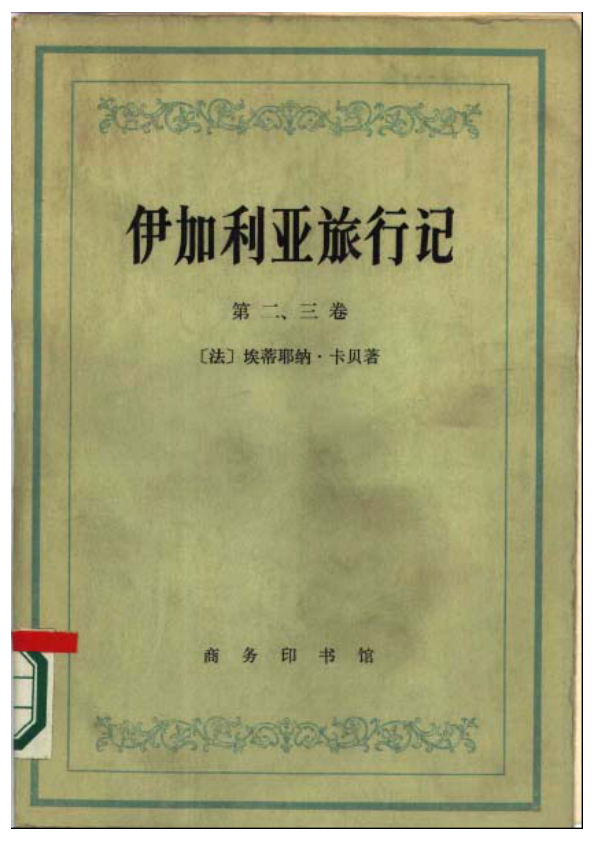 伊加利亚旅行记
第二、三卷
〔法〕埃蒂耶纳·卡贝著
商务印书馆